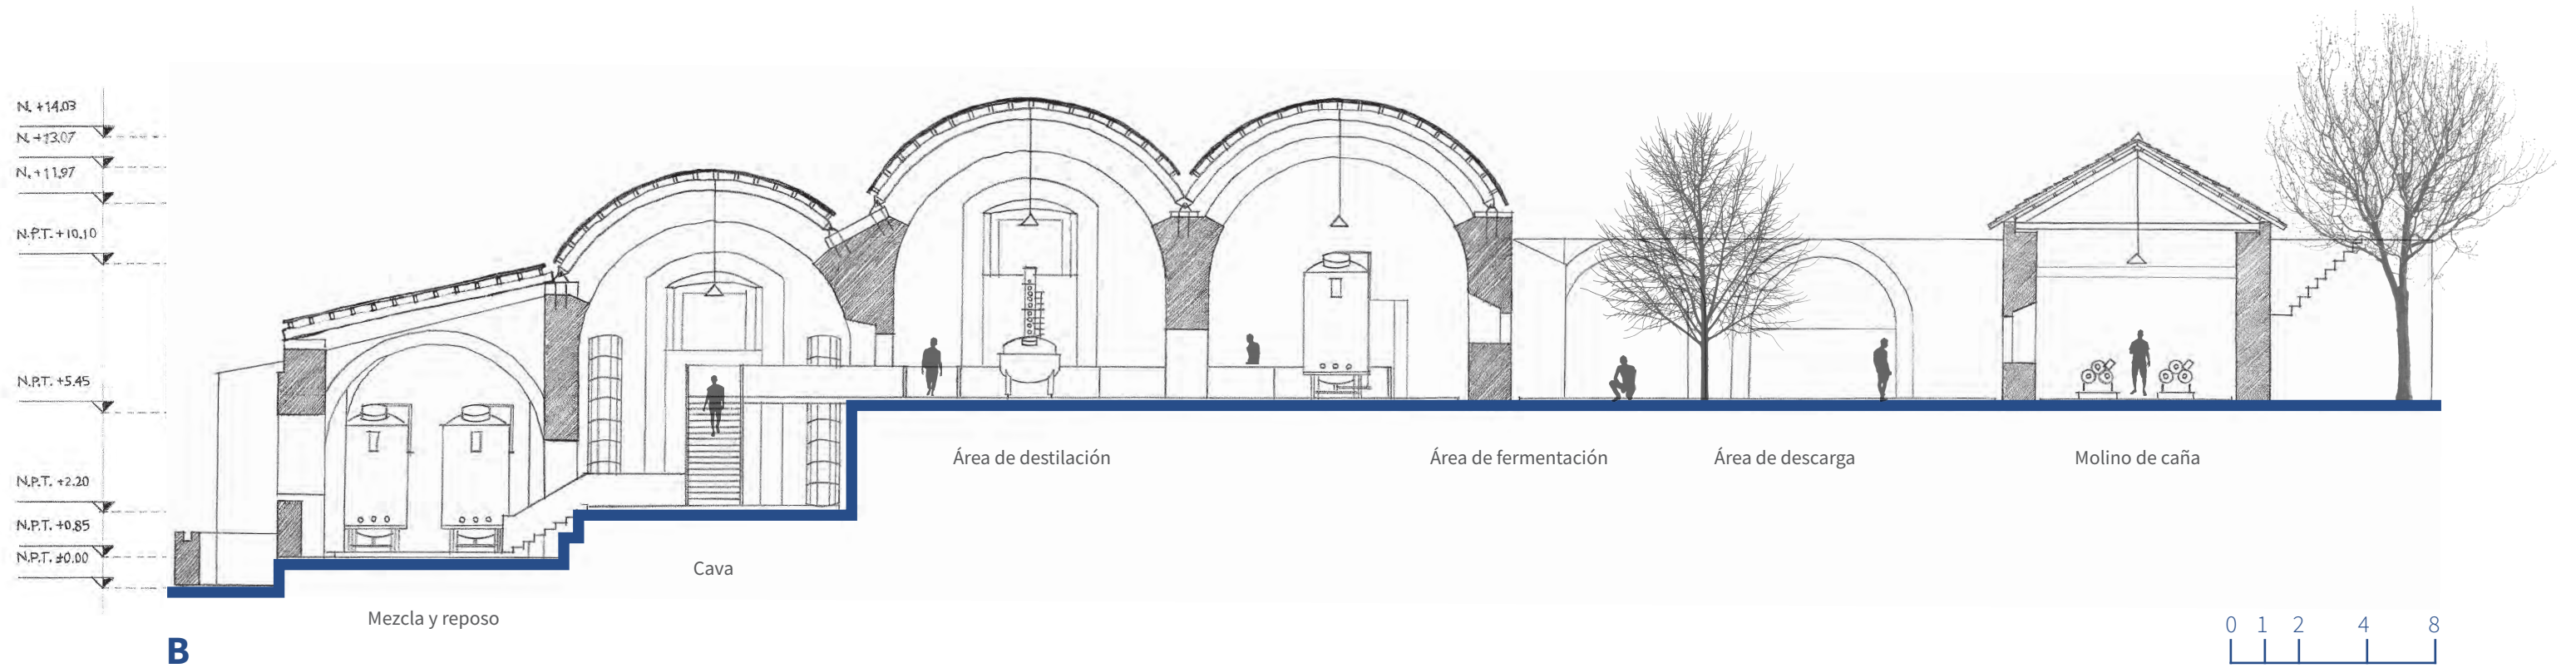 N. +14.03
N. +13.07
N. +11.97
N.P.T. +10.10
N.P.T. +5.45
N.P.T. +2.20
N.P.T. +0.85
N.P.T. ±0.00
Área de destilación
Área de fermentación
Área de descarga
Molino de caña
Cava
Mezcla y reposo
B
0 1 2 4 8